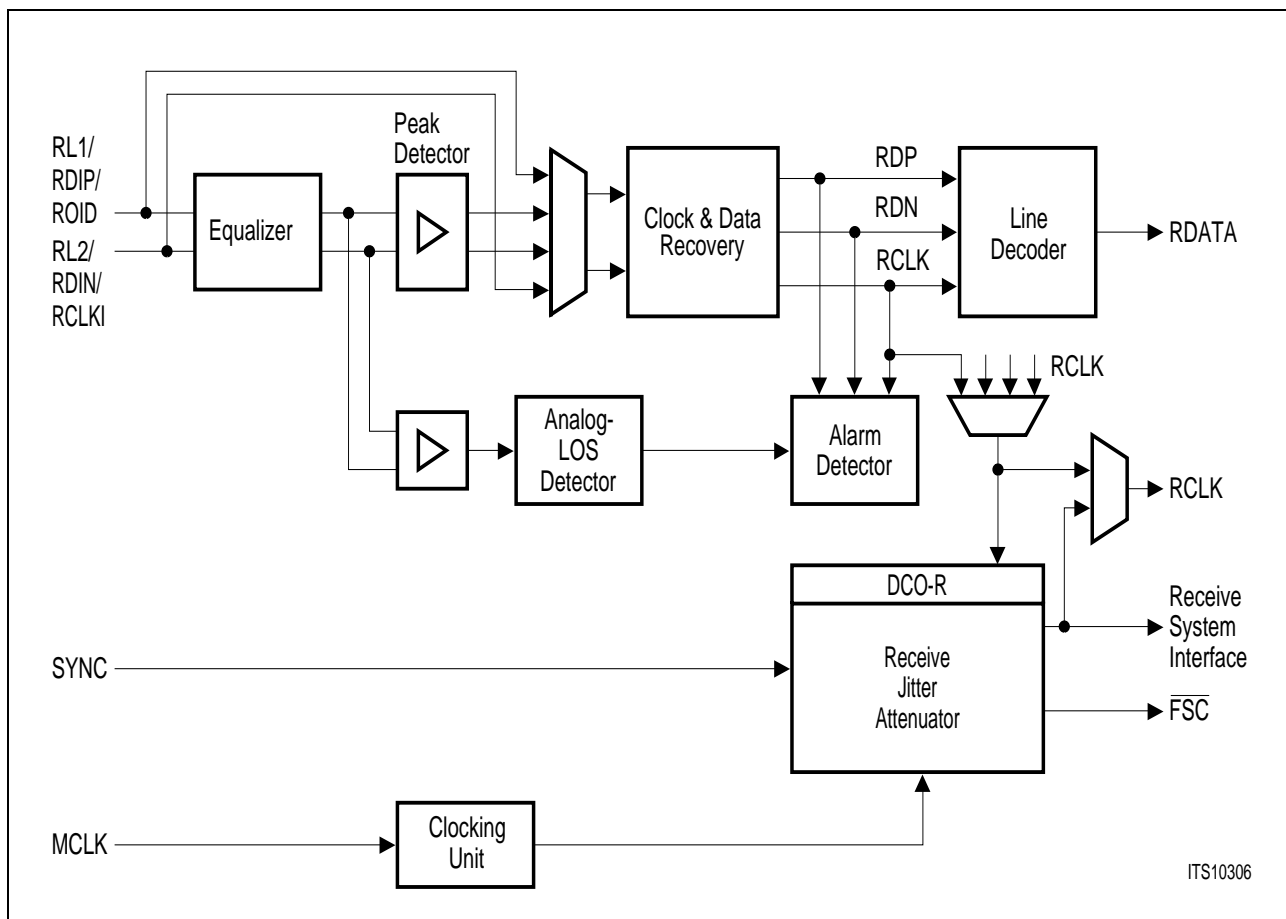 RL1/
RDIP/
ROID
RL2/
RDIN/
RCLKI
Equalizer
Peak
Detector
Clock & Data
Recovery
RDP
RDN
RCLK
Line
Decoder
RDATA
Analog-
LOS
Detector
Alarm
Detector
RCLK
RCLK
SYNC
DCO-R
Receive
Jitter
Attenuator
Receive
System
Interface
FSC
MCLK
Clocking
Unit
ITS10306